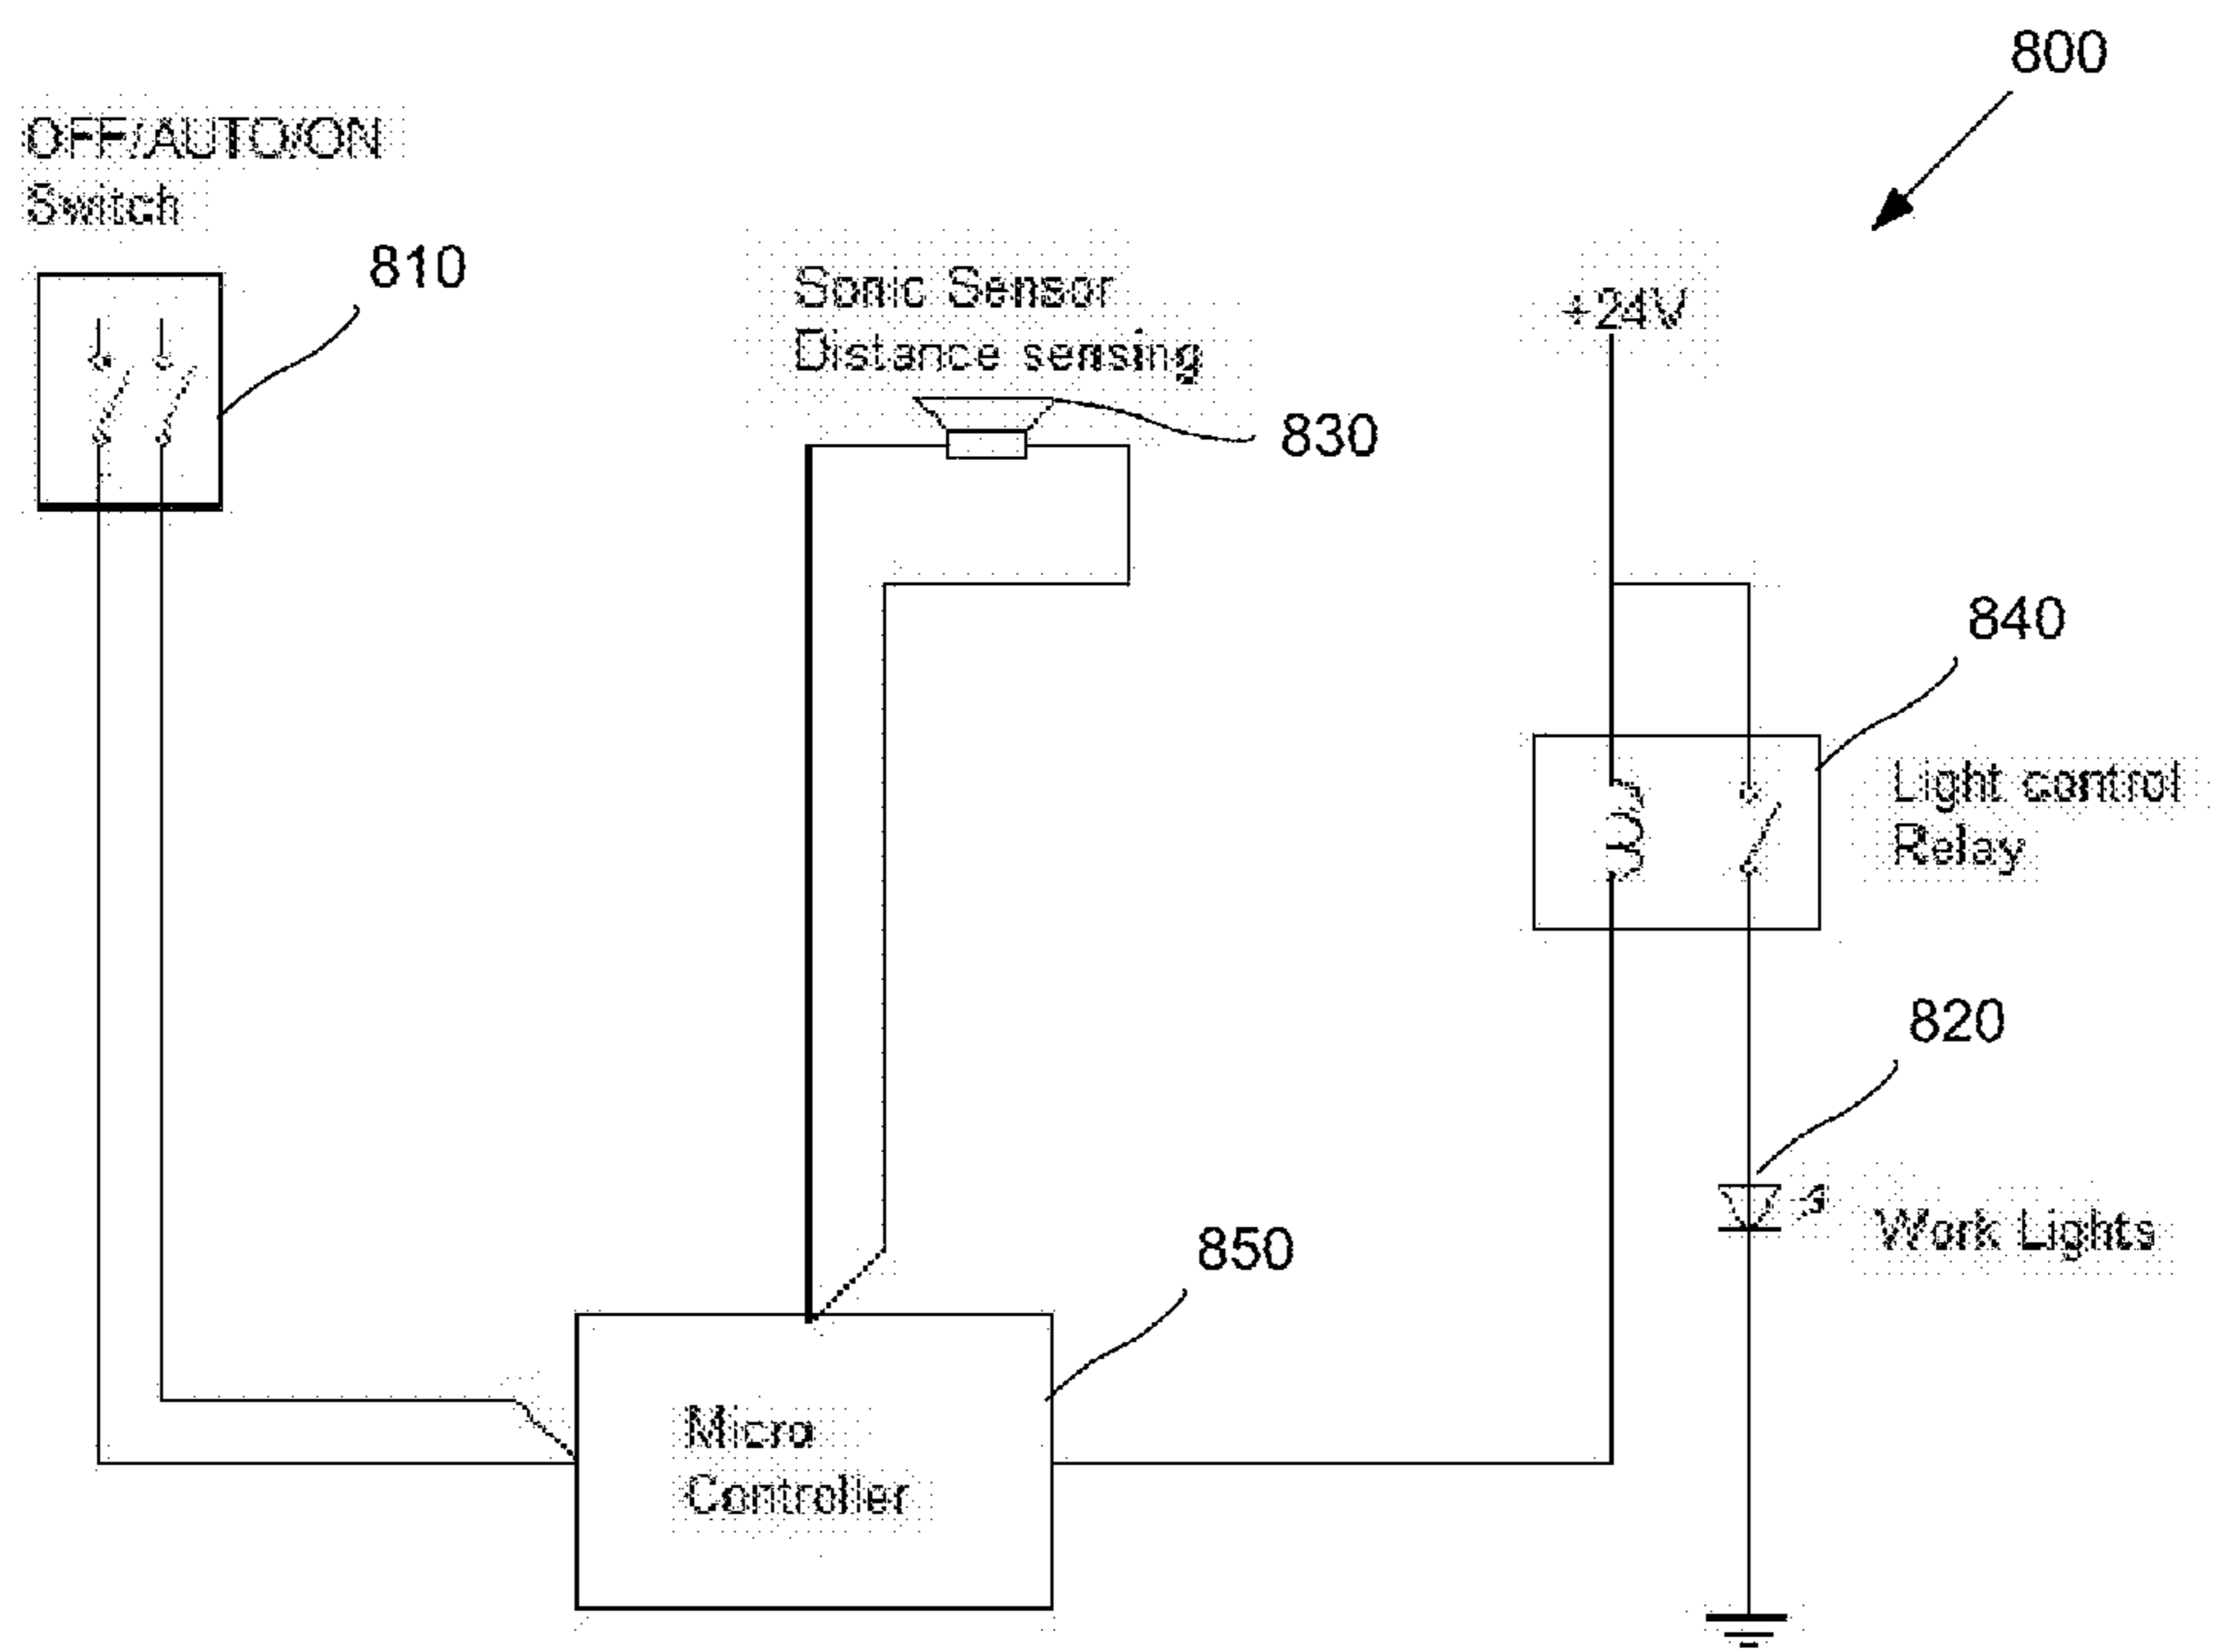 800
OFF/AUTO/ON
Switch
810
Sonic Sensor
Distance sensing
830
+24V
840
Light control
Relay
820
Work Lights
850
Micro
Controller